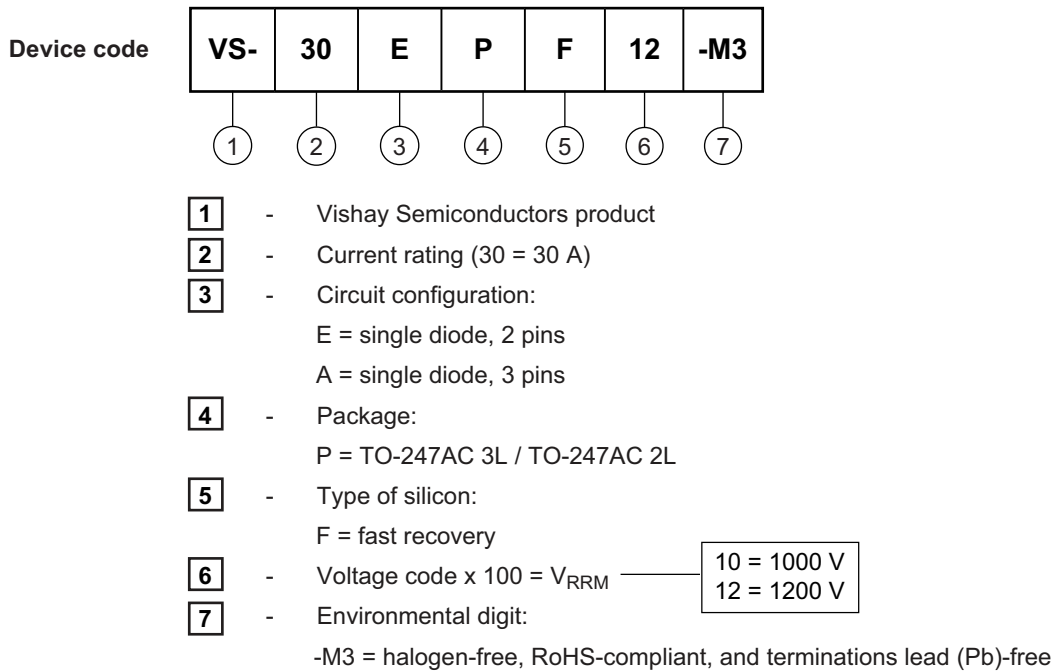 Device code VS- 30 E P F 12 -M3
1 2 3 4 5 6 7
1 - Vishay Semiconductors product
2 - Current rating (30 = 30 A)
3 - Circuit configuration:
E = single diode, 2 pins
A = single diode, 3 pins
4 - Package:
P = TO-247AC 3L / TO-247AC 2L
5 - Type of silicon:
F = fast recovery
6 - Voltage code x 100 = VRRM
10 = 1000 V
12 = 1200 V
7 - Environmental digit:
-M3 = halogen-free, RoHS-compliant, and terminations lead (Pb)-free